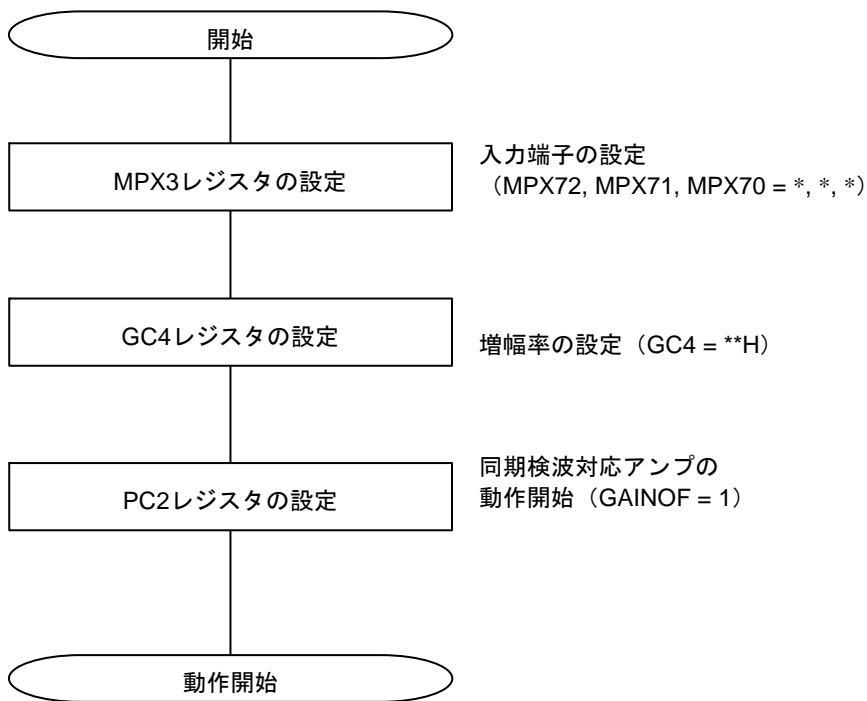 開始
MPX3レジスタの設定
入力端子の設定
（MPX72, MPX71, MPX70 = *, *, *）
GC4レジスタの設定
増幅率の設定（GC4 = **H）
PC2レジスタの設定
同期検波対応アンプの
動作開始（GAINOF = 1）
動作開始